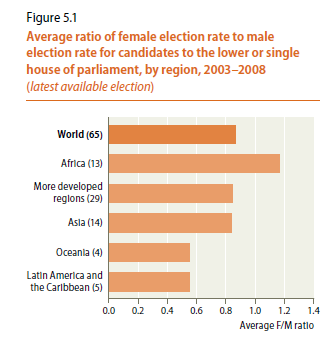 Figure 5.1
Average ratio of female election rate to male
election rate for candidates to the lower or single
house of parliament, by region, 2003–2008
(latest available election)
World (65)
Africa (13)
More developed
regions (29)
Asia (14)
Oceania (4)
Latin America and
the Caribbean (5)
0.0 0.2 0.4 0.6 0.8 1.0 1.2 1.4
Average F/M ratio